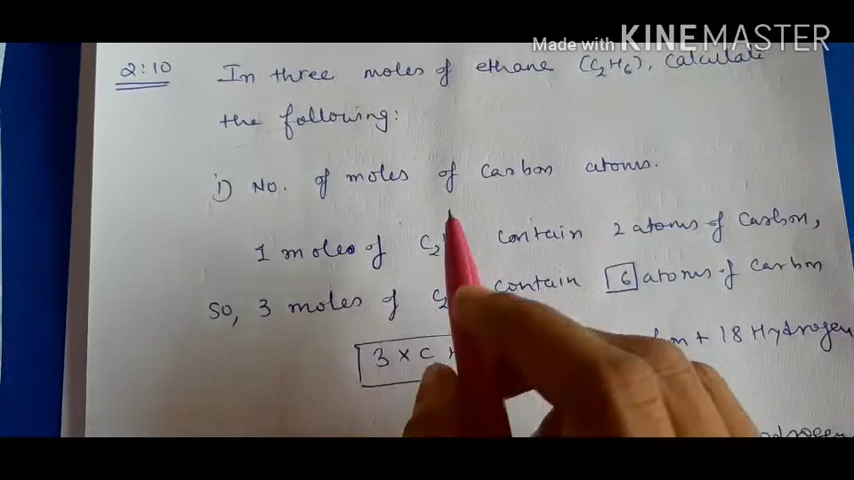 Made with KINEMASTER
2:10 In three moles of ethane (C2H6), calculate
the following:
i) No. of moles of carbon atoms.
1 moles of C2 contain 2 atoms of carbon,
So, 3 moles of C2 contain 6 atoms of carbon
3 × C + 18 Hydrogen